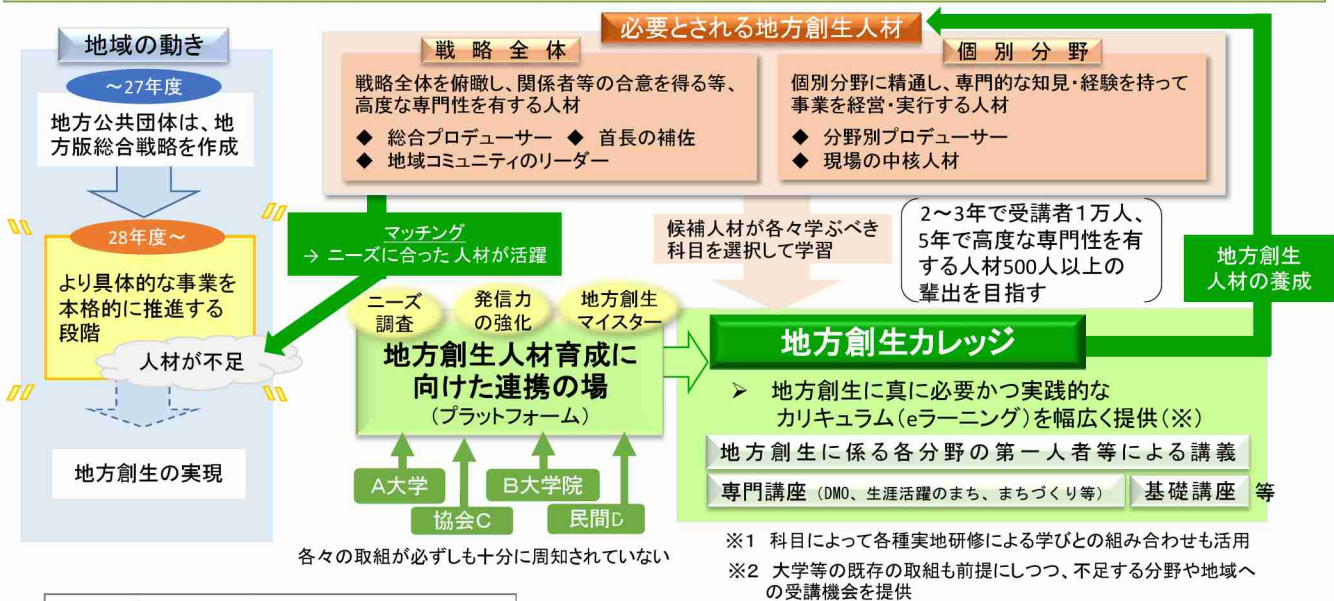 地域の動き
～27年度
地方公共団体は、地
方版総合戦略を作成
28年度～
より具体的な事業を
本格的に推進する
段階
人材が不足
地方創生の実現
必要とされる地方創生人材
戦略全体
戦略全体を俯瞰し、関係者等の合意を得る等、
高度な専門性を有する人材
◆ 総合プロデューサー ◆ 首長の補佐
◆ 地域コミュニティのリーダー
個別分野
個別分野に精通し、専門的な知見・経験を持って
事業を経営・実行する人材
◆ 分野別プロデューサー
◆ 現場の中核人材
マッチング
→ ニーズに合った人材が活躍
候補人材が各々学ぶべき
科目を選択して学習
2～3年で受講者1万人、
5年で高度な専門性を有
する人材500人以上の
輩出を目指す
地方創生
人材の養成
ニーズ
調査
発信力
の強化
地方創生
マイスター
地方創生人材育成に
向けた連携の場
（プラットフォーム）
A大学
協会C
B大学院
民間D
各々の取組が必ずしも十分に周知されていない
地方創生カレッジ
➢ 地方創生に真に必要かつ実践的な
カリキュラム（eラーニング）を幅広く提供（※）
地方創生に係る各分野の第一人者等による講義
専門講座（DMO、生涯活躍のまち、まちづくり等）
基礎講座 等
※1 科目によって各種実地研修による学びとの組み合わせも活用
※2 大学等の既存の取組も前提にしつつ、不足する分野や地域へ
の受講機会を提供